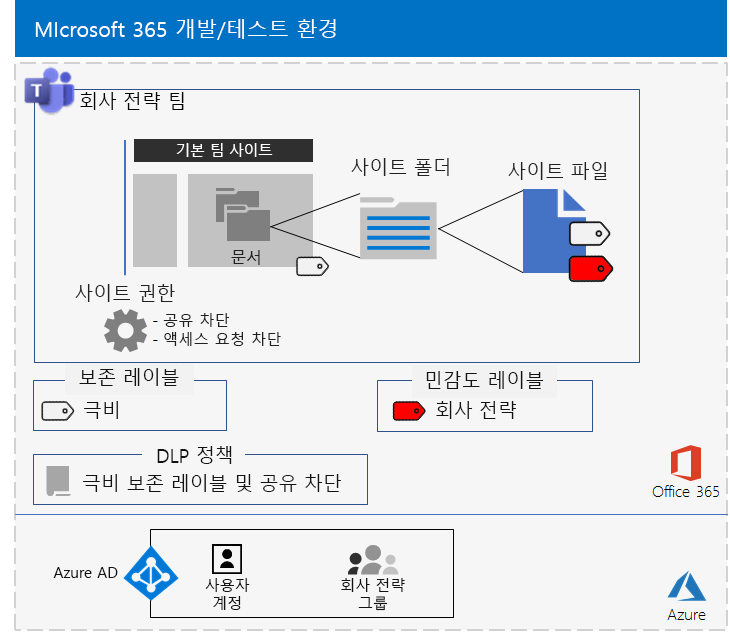 MIcrosoft 365 개발/테스트 환경
T
회사 전략 팀
기본 팀 사이트
사이트 폴더
사이트 파일
문서
사이트 권한
- 공유 차단
- 액세스 요청 차단
보존 레이블
극비
민감도 레이블
회사 전략
DLP 정책
극비 보존 레이블 및 공유 차단
Office 365
Azure AD
사용자
계정
회사 전략
그룹
Azure